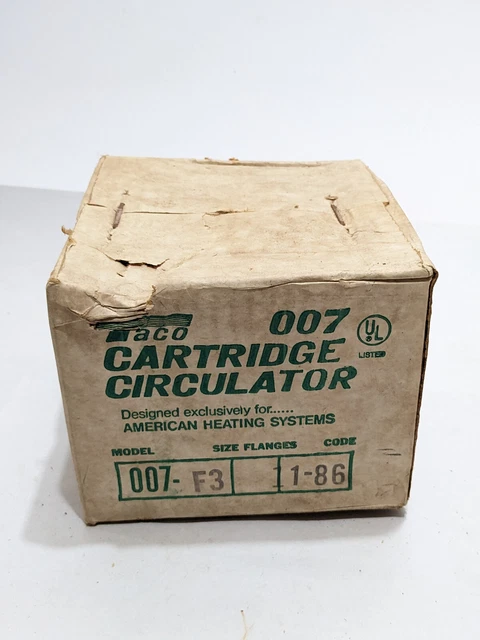 Taco 007
UL
LISTED
CARTRIDGE
CIRCULATOR
Designed exclusively for......
AMERICAN HEATING SYSTEMS
MODEL SIZE FLANGES CODE
007- F3 1-86